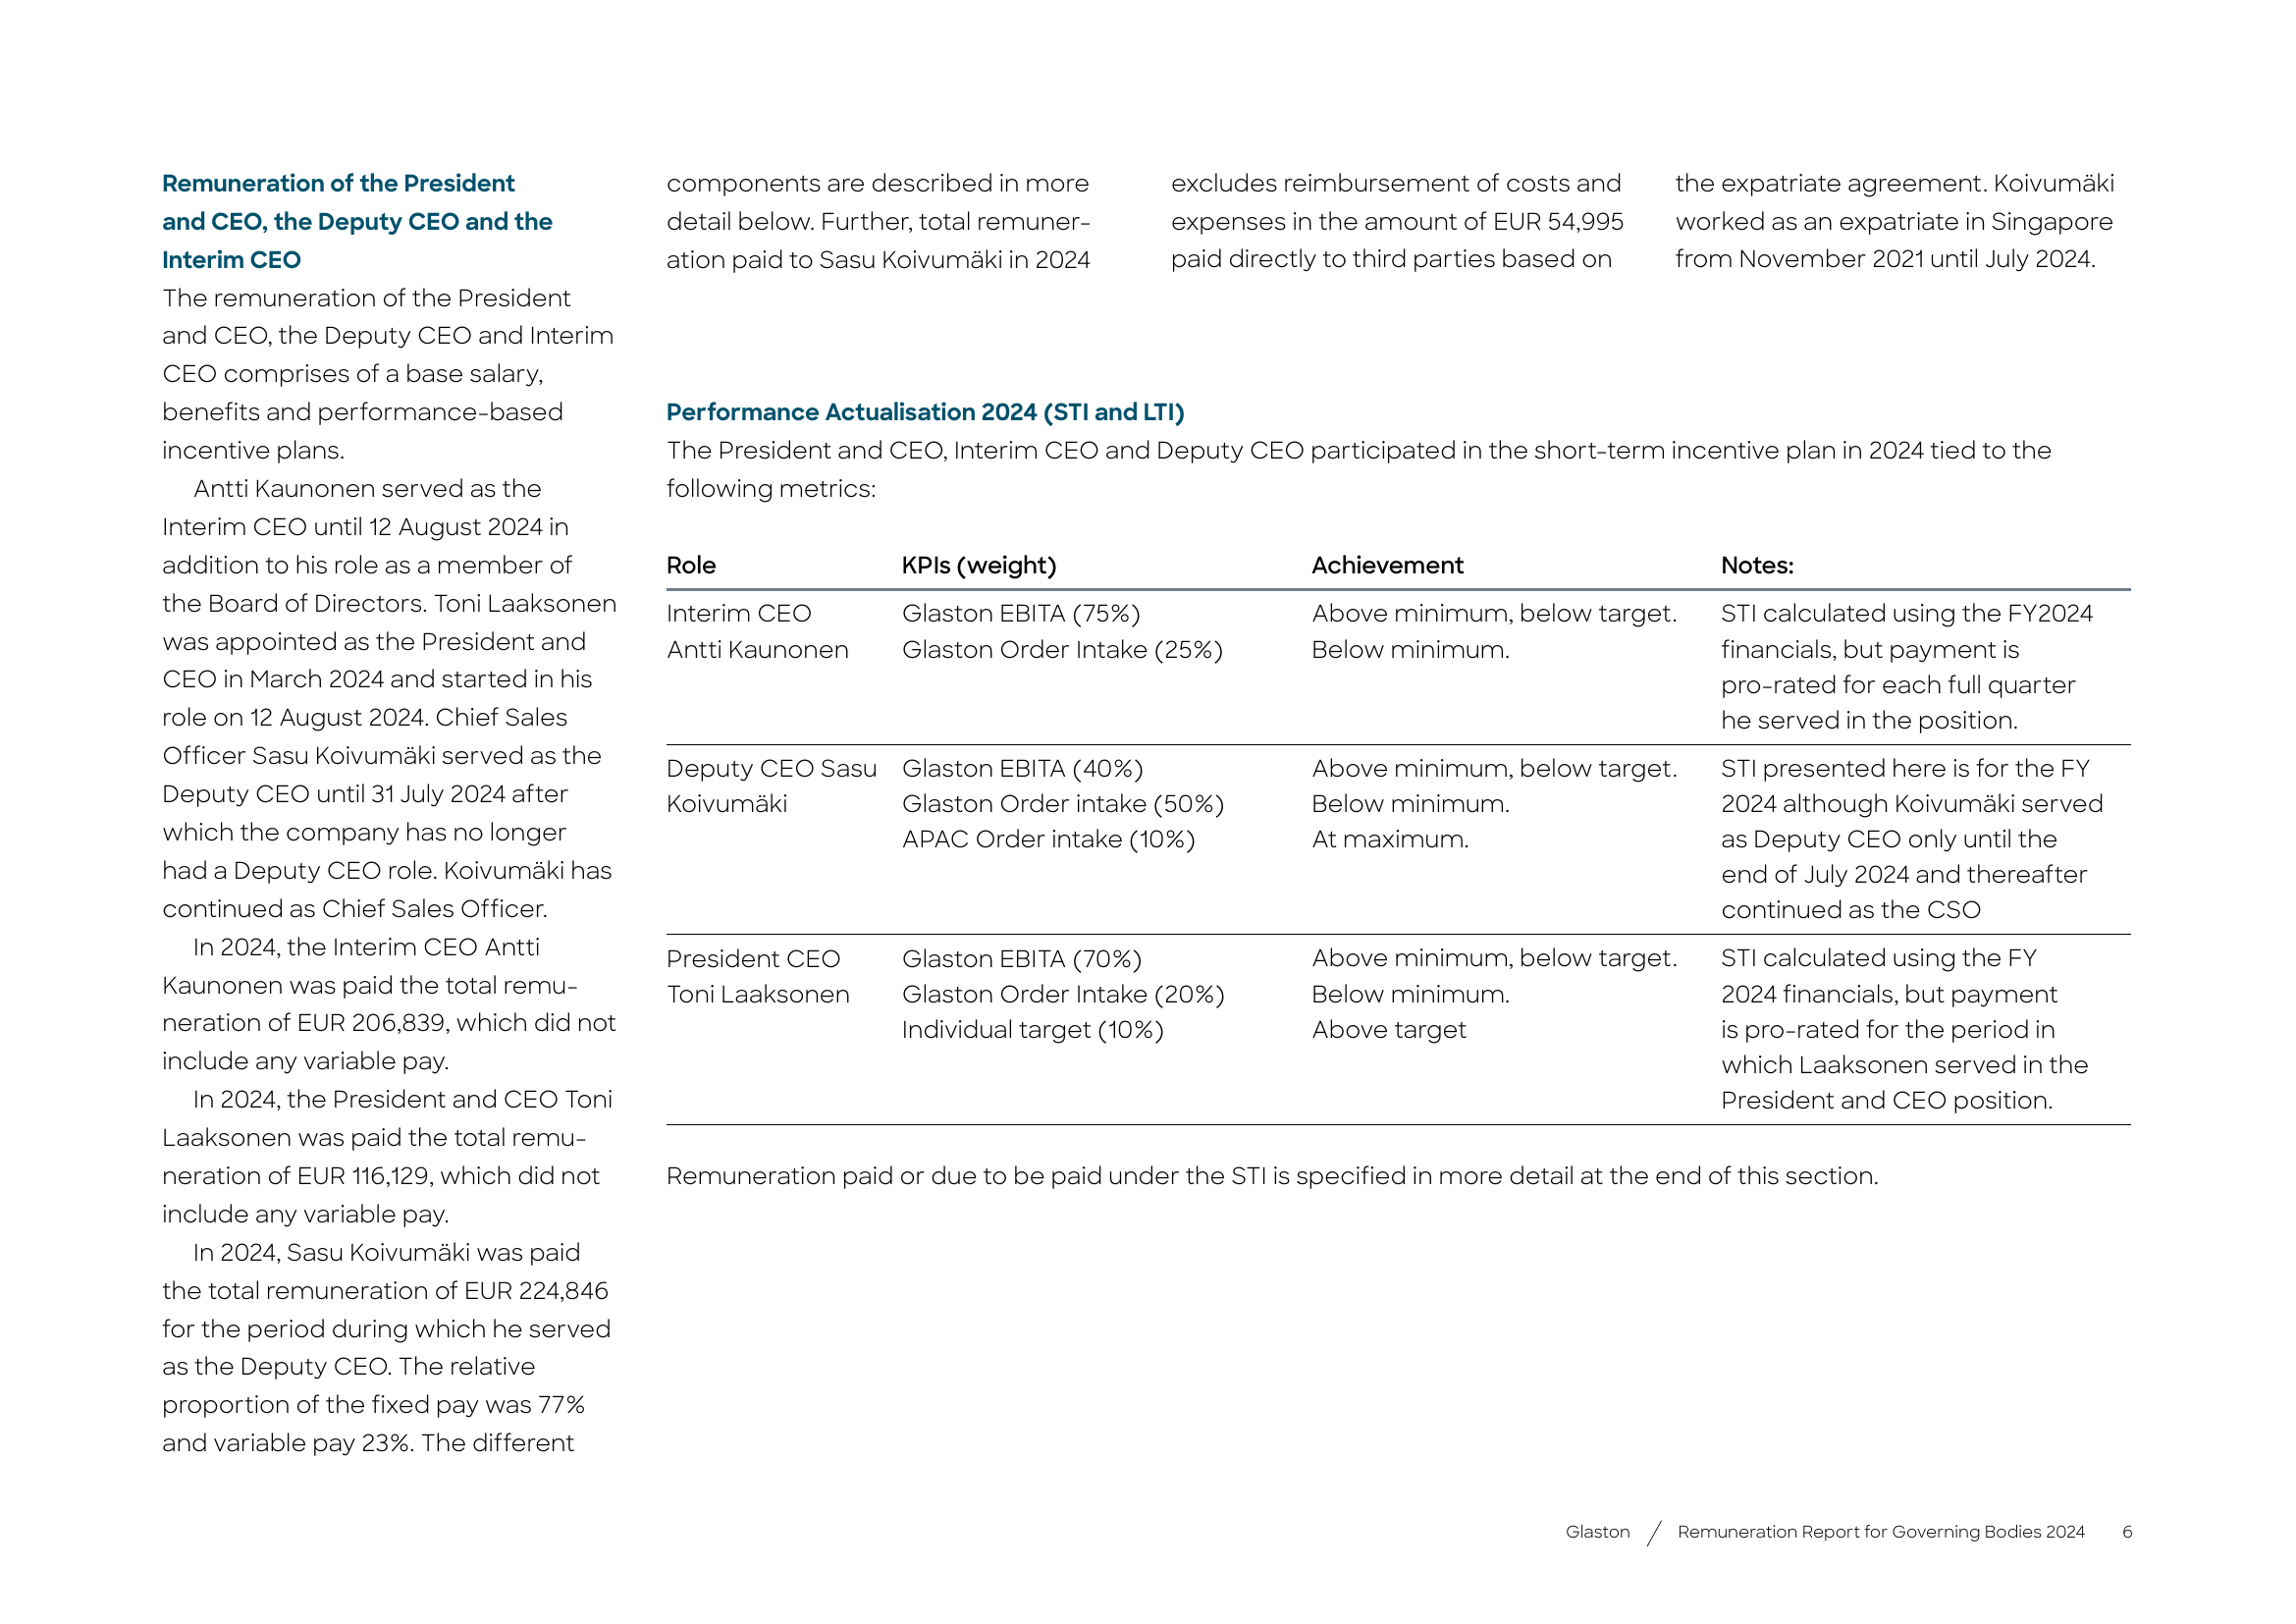 Remuneration of the President
and CEO, the Deputy CEO and the
Interim CEO
The remuneration of the President
and CEO, the Deputy CEO and Interim
CEO comprises of a base salary,
benefits and performance-based
incentive plans.
Antti Kaunonen served as the
Interim CEO until 12 August 2024 in
addition to his role as a member of
the Board of Directors. Toni Laaksonen
was appointed as the President and
CEO in March 2024 and started in his
role on 12 August 2024. Chief Sales
Officer Sasu Koivumäki served as the
Deputy CEO until 31 July 2024 after
which the company has no longer
had a Deputy CEO role. Koivumäki has
continued as Chief Sales Officer.
In 2024, the Interim CEO Antti
Kaunonen was paid the total remu-
neration of EUR 206,839, which did not
include any variable pay.
In 2024, the President and CEO Toni
Laaksonen was paid the total remu-
neration of EUR 116,129, which did not
include any variable pay.
In 2024, Sasu Koivumäki was paid
the total remuneration of EUR 224,846
for the period during which he served
as the Deputy CEO. The relative
proportion of the fixed pay was 77%
and variable pay 23%. The different
components are described in more
detail below. Further, total remuner-
ation paid to Sasu Koivumäki in 2024
excludes reimbursement of costs and
expenses in the amount of EUR 54,995
paid directly to third parties based on
the expatriate agreement. Koivumäki
worked as an expatriate in Singapore
from November 2021 until July 2024.
Performance Actualisation 2024 (STI and LTI)
The President and CEO, Interim CEO and Deputy CEO participated in the short-term incentive plan in 2024 tied to the
following metrics:
Role KPIs (weight) Achievement Notes:
Interim CEO Glaston EBITA (75%) Above minimum, below target. STI calculated using the FY2024
Antti Kaunonen Glaston Order Intake (25%) Below minimum. financials, but payment is
pro-rated for each full quarter
he served in the position.
Deputy CEO Sasu Glaston EBITA (40%) Above minimum, below target. STI presented here is for the FY
Koivumäki Glaston Order intake (50%) Below minimum. 2024 although Koivumäki served
APAC Order intake (10%) At maximum. as Deputy CEO only until the
end of July 2024 and thereafter
continued as the CSO
President CEO Glaston EBITA (70%) Above minimum, below target. STI calculated using the FY
Toni Laaksonen Glaston Order Intake (20%) Below minimum. 2024 financials, but payment
Individual target (10%) Above target is pro-rated for the period in
which Laaksonen served in the
President and CEO position.
Remuneration paid or due to be paid under the STI is specified in more detail at the end of this section.
Glaston / Remuneration Report for Governing Bodies 2024 6